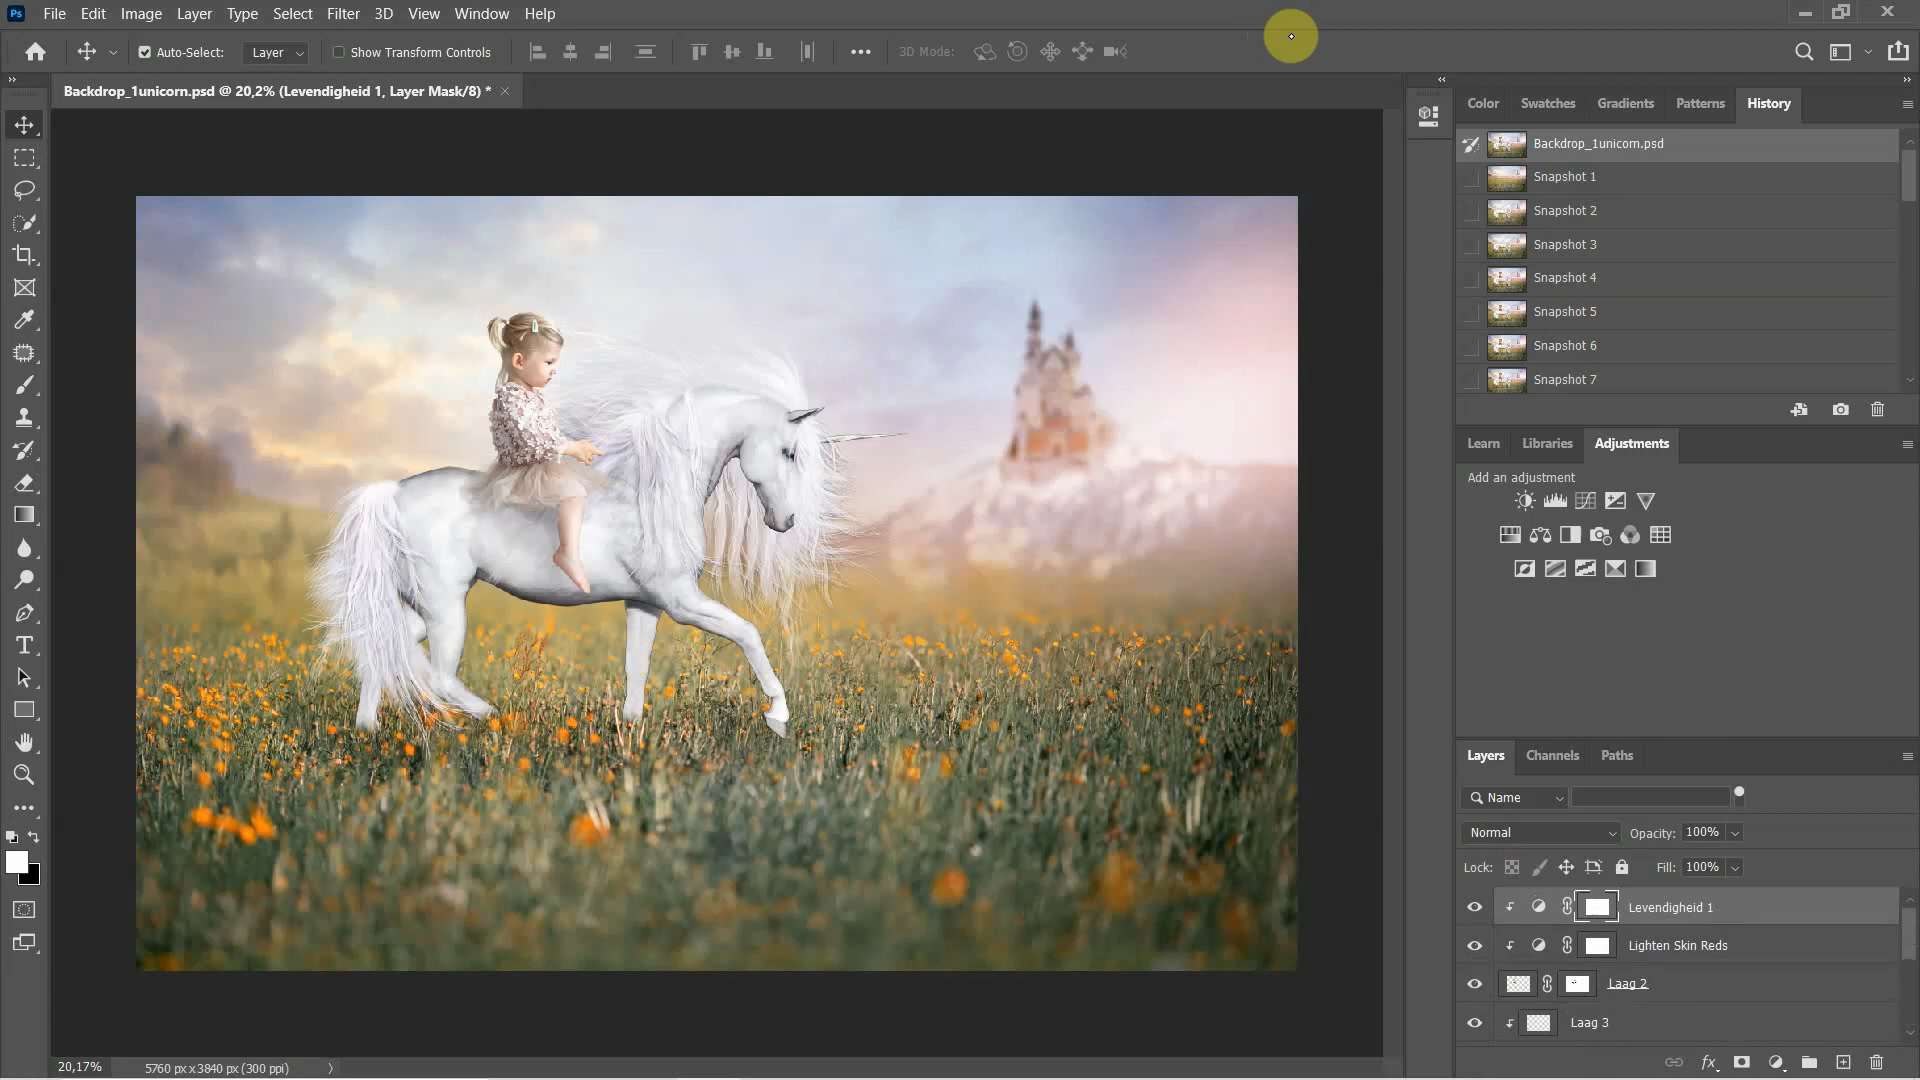 Ps File Edit Image Layer Type Select Filter 3D View Window Help
Auto-Select: Layer Show Transform Controls 3D Mode:
Backdrop_1unicorn.psd @ 20,2% (Levendigheid 1, Layer Mask/8) *
Color Swatches Gradients Patterns History
Backdrop_1unicorn.psd
Snapshot 1
Snapshot 2
Snapshot 3
Snapshot 4
Snapshot 5
Snapshot 6
Snapshot 7
Learn Libraries Adjustments
Add an adjustment
Layers Channels Paths
Name
Normal Opacity: 100%
Lock: Fill: 100%
Levendigheid 1
Lighten Skin Reds
Laag 2
Laag 3
fx
20,17% 5760 px x 3840 px (300 ppi)